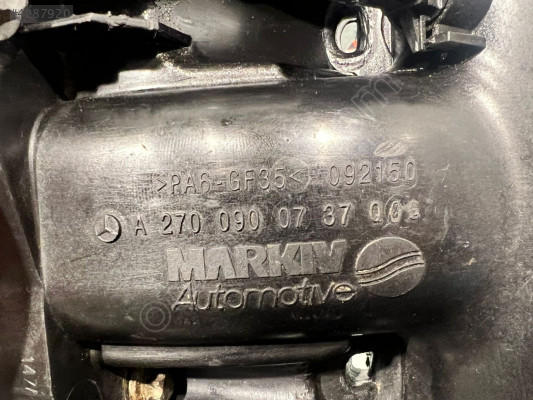 >PA6-GF35< 092150
A 270 090 07 37
MARKIV
Automotive